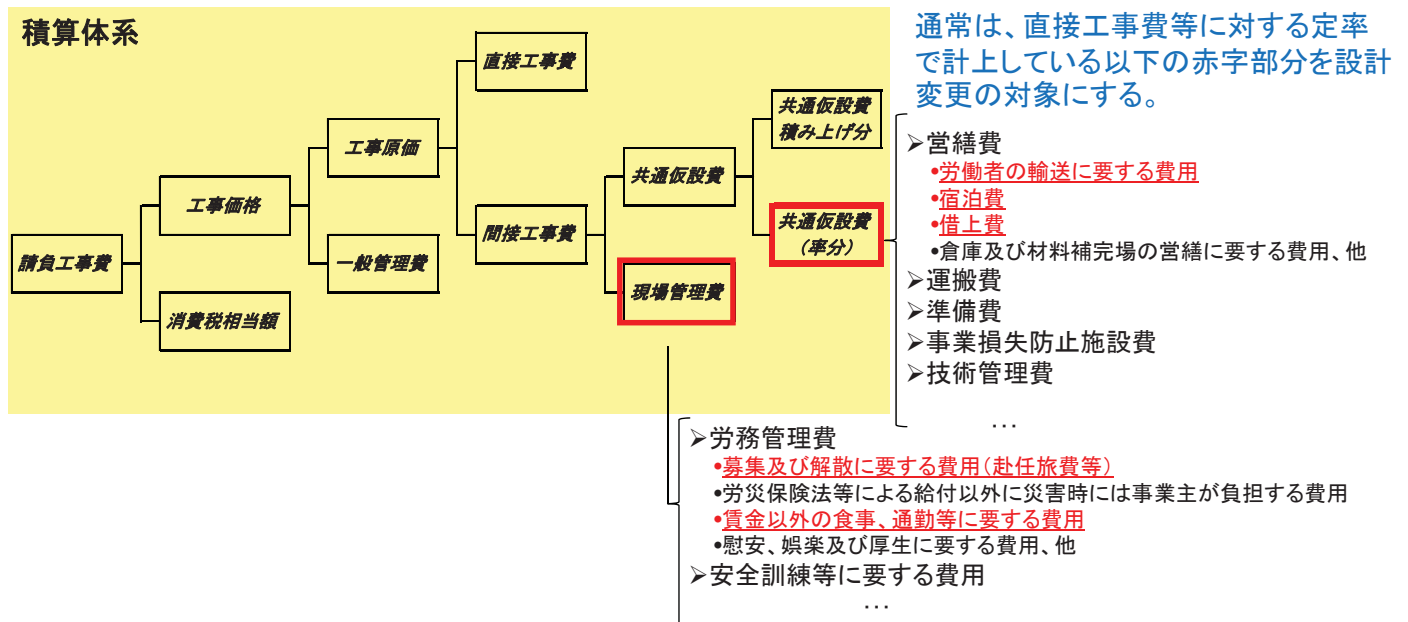 積算体系
通常は、直接工事費等に対する定率
で計上している以下の赤字部分を設計
変更の対象にする。
直接工事費
共通仮設費
積み上げ分
工事原価
共通仮設費
工事価格
共通仮設費
(率分)
間接工事費
請負工事費
一般管理費
現場管理費
消費税相当額
➢営繕費
•労働者の輸送に要する費用
•宿泊費
•借上費
•倉庫及び材料補完場の営繕に要する費用、他
➢運搬費
➢準備費
➢事業損失防止施設費
➢技術管理費
…
➢労務管理費
•募集及び解散に要する費用(赴任旅費等)
•労災保険法等による給付以外に災害時には事業主が負担する費用
•賃金以外の食事、通勤等に要する費用
•慰安、娯楽及び厚生に要する費用、他
➢安全訓練等に要する費用
…